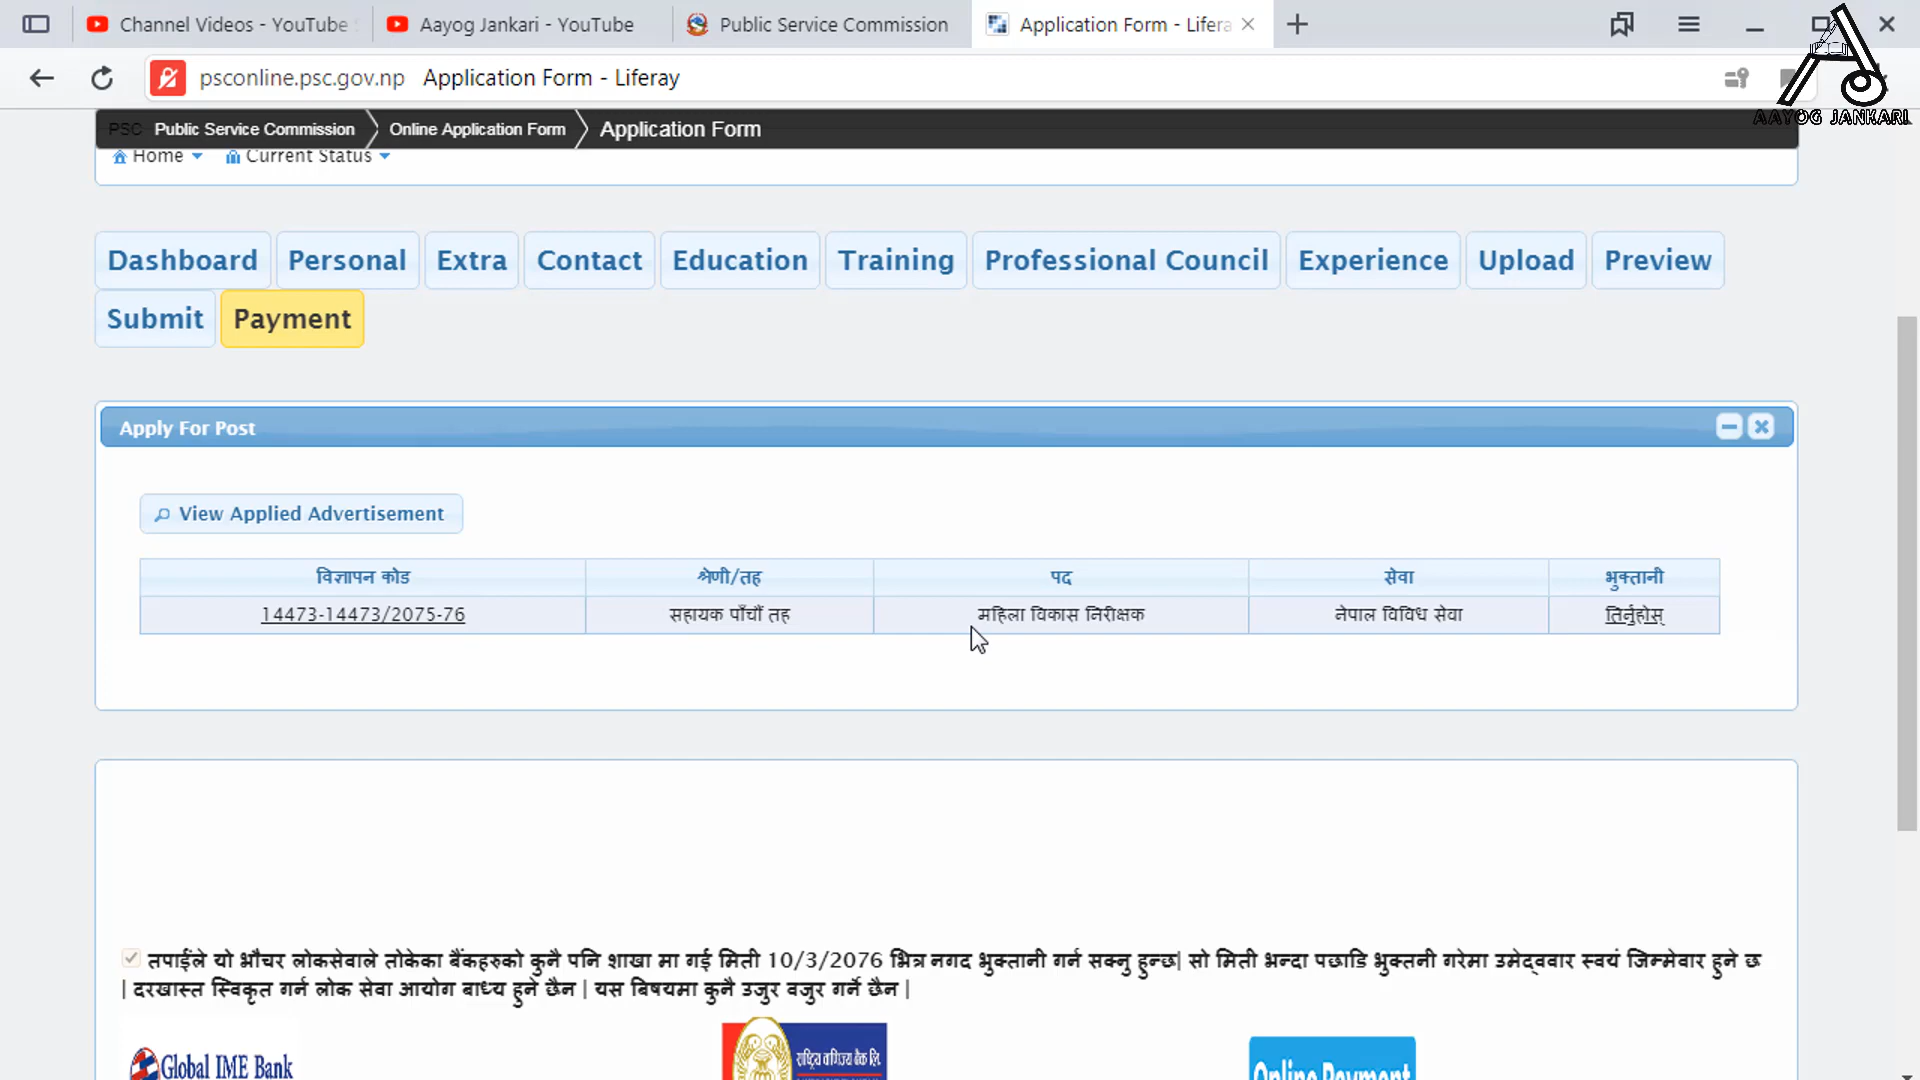 Channel Videos - YouTube
Aayog Jankari - YouTube
Public Service Commission
Application Form - Lifera
psconline.psc.gov.np Application Form - Liferay
AAYOG JANKARI
PSC Public Service Commission Online Application Form Application Form
Home Current Status
Dashboard Personal Extra Contact Education Training Professional Council Experience Upload Preview
Submit Payment
Apply For Post
View Applied Advertisement
विज्ञापन कोड श्रेणी/तह पद सेवा भुक्तानी
14473-14473/2075-76 सहायक पाँचौं तह महिला विकास निरीक्षक नेपाल विविध सेवा तिर्नुहोस्
तपाईंले यो भौचर लोकसेवाले तोकेका बैंकहरुको कुनै पनि शाखा मा गई मिती 10/3/2076 भित्र नगद भुक्तानी गर्न सक्नु हुन्छ| सो मिती भन्दा पछाडि भुक्तनी गरेमा उमेद्ववार स्वयं जिम्मेवार हुने छ
| दरखास्त स्विकृत गर्न लोक सेवा आयोग बाध्य हुने छैन | यस बिषयमा कुनै उजुर वजुर गर्ने छैन |
Global IME Bank
राष्ट्रिय वाणिज्य बैंक लि.
Online Payment